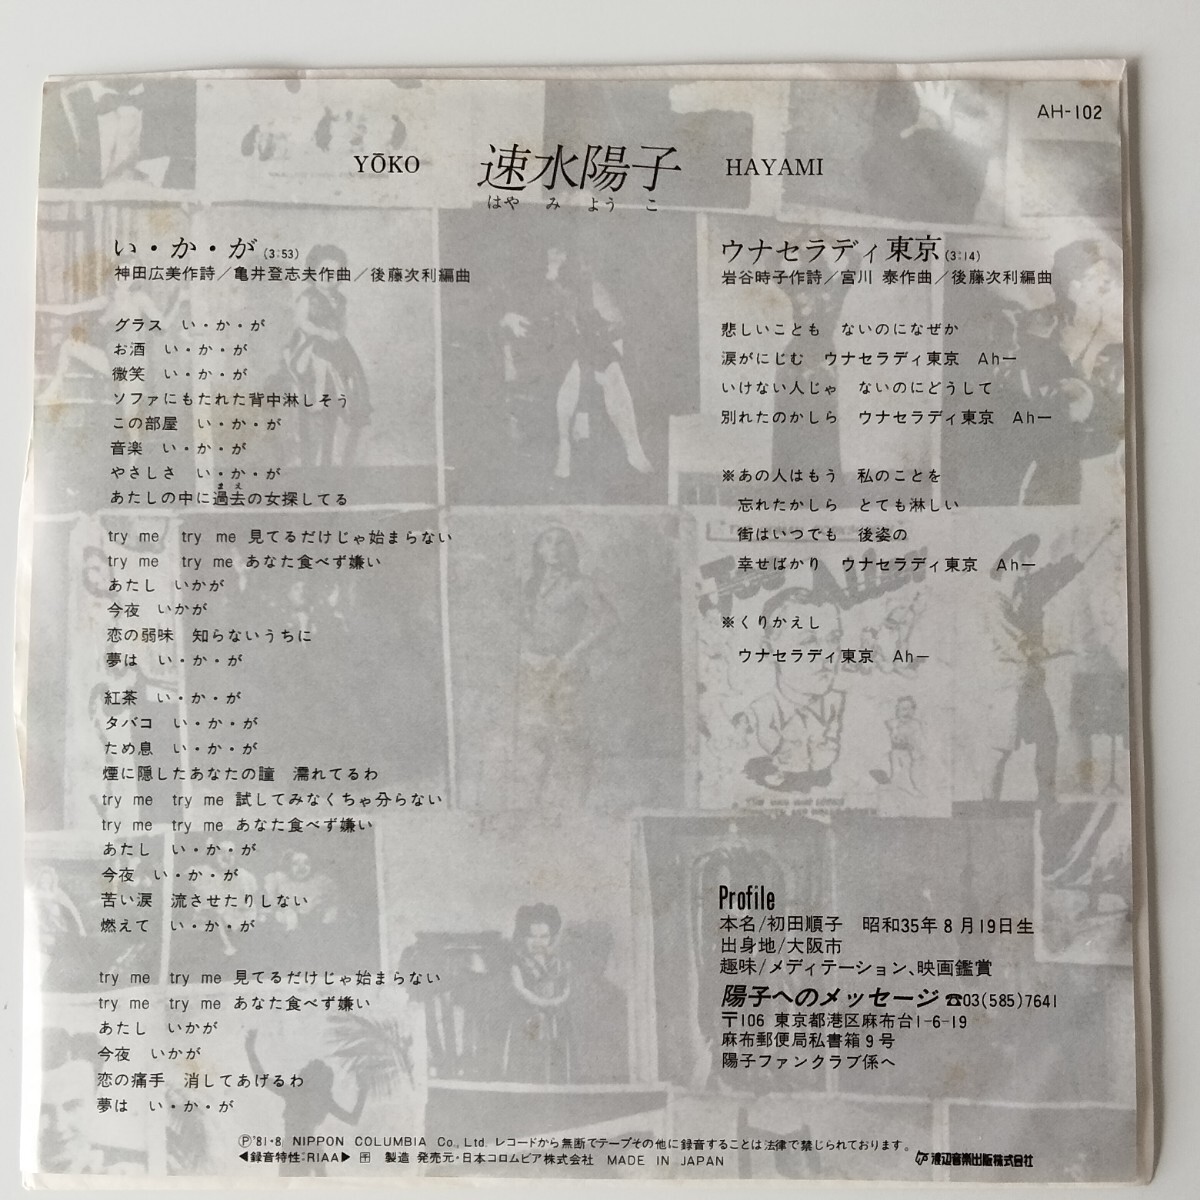 AH-102
YŌKO 速水陽子 HAYAMI
はや み よう こ
い・か・が(3:53)
神田広美作詩／亀井登志夫作曲／後藤次利編曲
グラス い・か・が
お酒 い・か・が
微笑 い・か・が
ソファにもたれた背中淋しそう
この部屋 い・か・が
音楽 い・か・が
やさしさ い・か・が
まえ
あたしの中に過去の女探してる
try me try me 見てるだけじゃ始まらない
try me try me あなた食べず嫌い
あたし いかが
今夜 いかが
恋の弱味 知らないうちに
夢は い・か・が
紅茶 い・か・が
タバコ い・か・が
ため息 い・か・が
煙に隠したあなたの瞳 濡れてるわ
try me try me 試してみなくちゃ分らない
try me try me あなた食べず嫌い
あたし い・か・が
今夜 い・か・が
苦い涙 流させたりしない
燃えて い・か・が
try me try me 見てるだけじゃ始まらない
try me try me あなた食べず嫌い
あたし いかが
今夜 いかが
恋の痛手 消してあげるわ
夢は い・か・が
ウナセラディ東京(3:14)
岩谷時子作詩／宮川 泰作曲／後藤次利編曲
悲しいことも ないのになぜか
涙がにじむ ウナセラディ東京 Ahー
いけない人じゃ ないのにどうして
別れたのかしら ウナセラディ東京 Ahー
※あの人はもう 私のことを
忘れたかしら とても淋しい
街はいつでも 後姿の
幸せばかり ウナセラディ東京 Ahー
※くりかえし
ウナセラディ東京 Ahー
Profile
本名/初田順子 昭和35年8月19日生
出身地/大阪市
趣味/メディテーション、映画鑑賞
陽子へのメッセージ ☎03(585)7641
〒106 東京都港区麻布台1-6-19
麻布郵便局私書箱9号
陽子ファンクラブ係へ
Ⓟ'81・8 NIPPON COLUMBIA Co., Ltd. レコードから無断でテープその他に録音することは法律で禁じられております。
◀録音特性:RIAA▶ 製造 発売元・日本コロムビア株式会社 MADE IN JAPAN
渡辺音楽出版株式会社